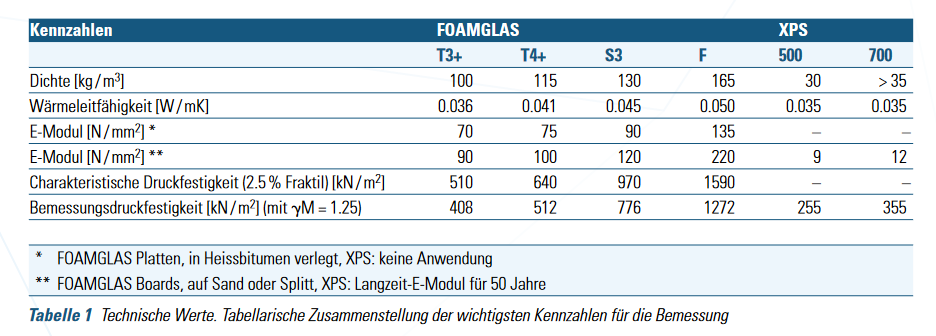 Kennzahlen FOAMGLAS XPS
T3+ T4+ S3 F 500 700
Dichte [kg / m³] 100 115 130 165 30 > 35
Wärmeleitfähigkeit [W / mK] 0.036 0.041 0.045 0.050 0.035 0.035
E-Modul [N / mm²] * 70 75 90 135 – –
E-Modul [N / mm²] ** 90 100 120 220 9 12
Charakteristische Druckfestigkeit (2.5 % Fraktil) [kN / m²] 510 640 970 1590 – –
Bemessungsdruckfestigkeit [kN / m²] (mit γM = 1.25) 408 512 776 1272 255 355
* FOAMGLAS Platten, in Heissbitumen verlegt, XPS: keine Anwendung
** FOAMGLAS Boards, auf Sand oder Splitt, XPS: Langzeit-E-Modul für 50 Jahre
Tabelle 1 Technische Werte. Tabellarische Zusammenstellung der wichtigsten Kennzahlen für die Bemessung